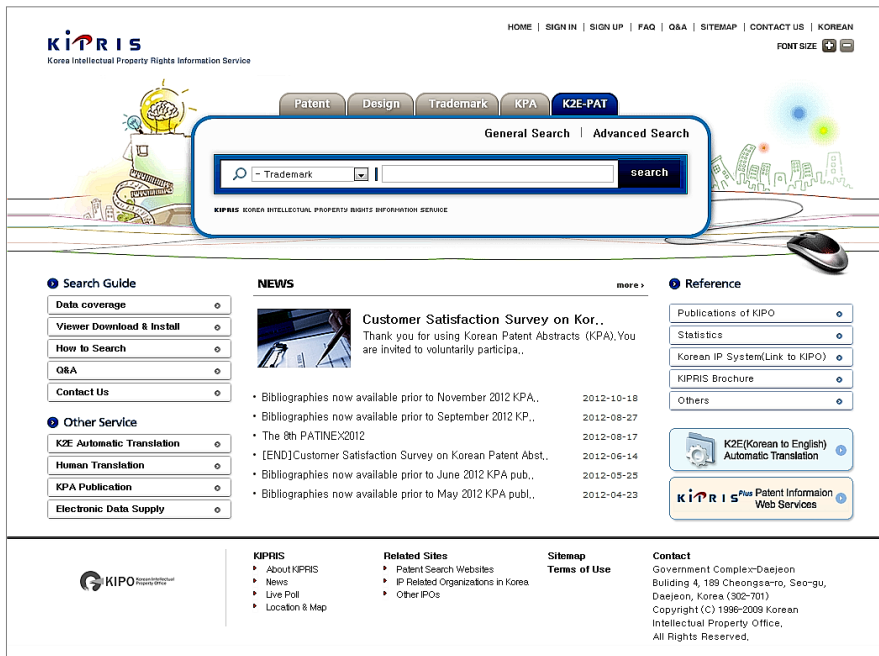 HOME | SIGN IN | SIGN UP | FAQ | Q&A | SITEMAP | CONTACT US | KOREAN
KIPRIS
Korea Intellectual Property Rights Information Service
FONT SIZE
Patent Design Trademark KPA K2E-PAT
General Search | Advanced Search
- Trademark search
KIPRIS KOREA INTELLECTUAL PROPERTY RIGHTS INFORMATION SERVICE
Search Guide
Data coverage
Viewer Download & Install
How to Search
Q&A
Contact Us
Other Service
K2E Automatic Translation
Human Translation
KPA Publication
Electronic Data Supply
NEWS more ›
Customer Satisfaction Survey on Kor..
Thank you for using Korean Patent Abstracts (KPA). You
are invited to voluntarily participa..
• Bibliographies now available prior to November 2012 KPA.. 2012-10-18
• Bibliographies now available prior to September 2012 KP.. 2012-08-27
• The 8th PATINEX2012 2012-08-17
• [END]Customer Satisfaction Survey on Korean Patent Abst.. 2012-06-14
• Bibliographies now available prior to June 2012 KPA pub.. 2012-05-25
• Bibliographies now available prior to May 2012 KPA publ.. 2012-04-23
Reference
Publications of KIPO
Statistics
Korean IP System(Link to KIPO)
KIPRIS Brochure
Others
K2E(Korean to English)
Automatic Translation
KIPRIS Plus Patent Informaion
Web Services
KIPO Korean Intellectual
Property Office
KIPRIS
About KIPRIS
News
Live Poll
Location & Map
Related Sites
Patent Search Websites
IP Related Organizations in Korea
Other IPOs
Sitemap
Terms of Use
Contact
Government Complex-Daejeon
Buliding 4, 189 Cheongsa-ro, Seo-gu,
Daejeon, Korea (302-701)
Copyright (C) 1996-2009 Korean
Intellectual Property Office.
All Rights Reserved.